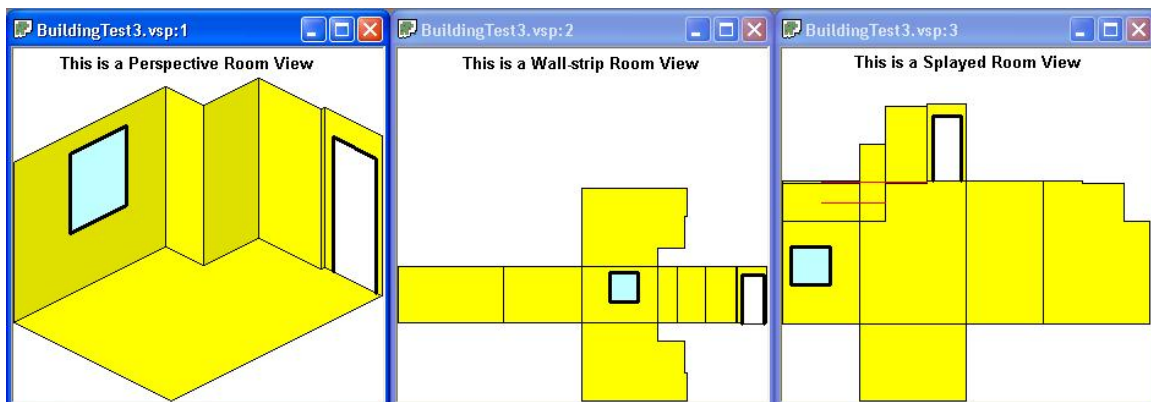 BuildingTest3.vsp:1
This is a Perspective Room View
BuildingTest3.vsp:2
This is a Wall-strip Room View
BuildingTest3.vsp:3
This is a Splayed Room View